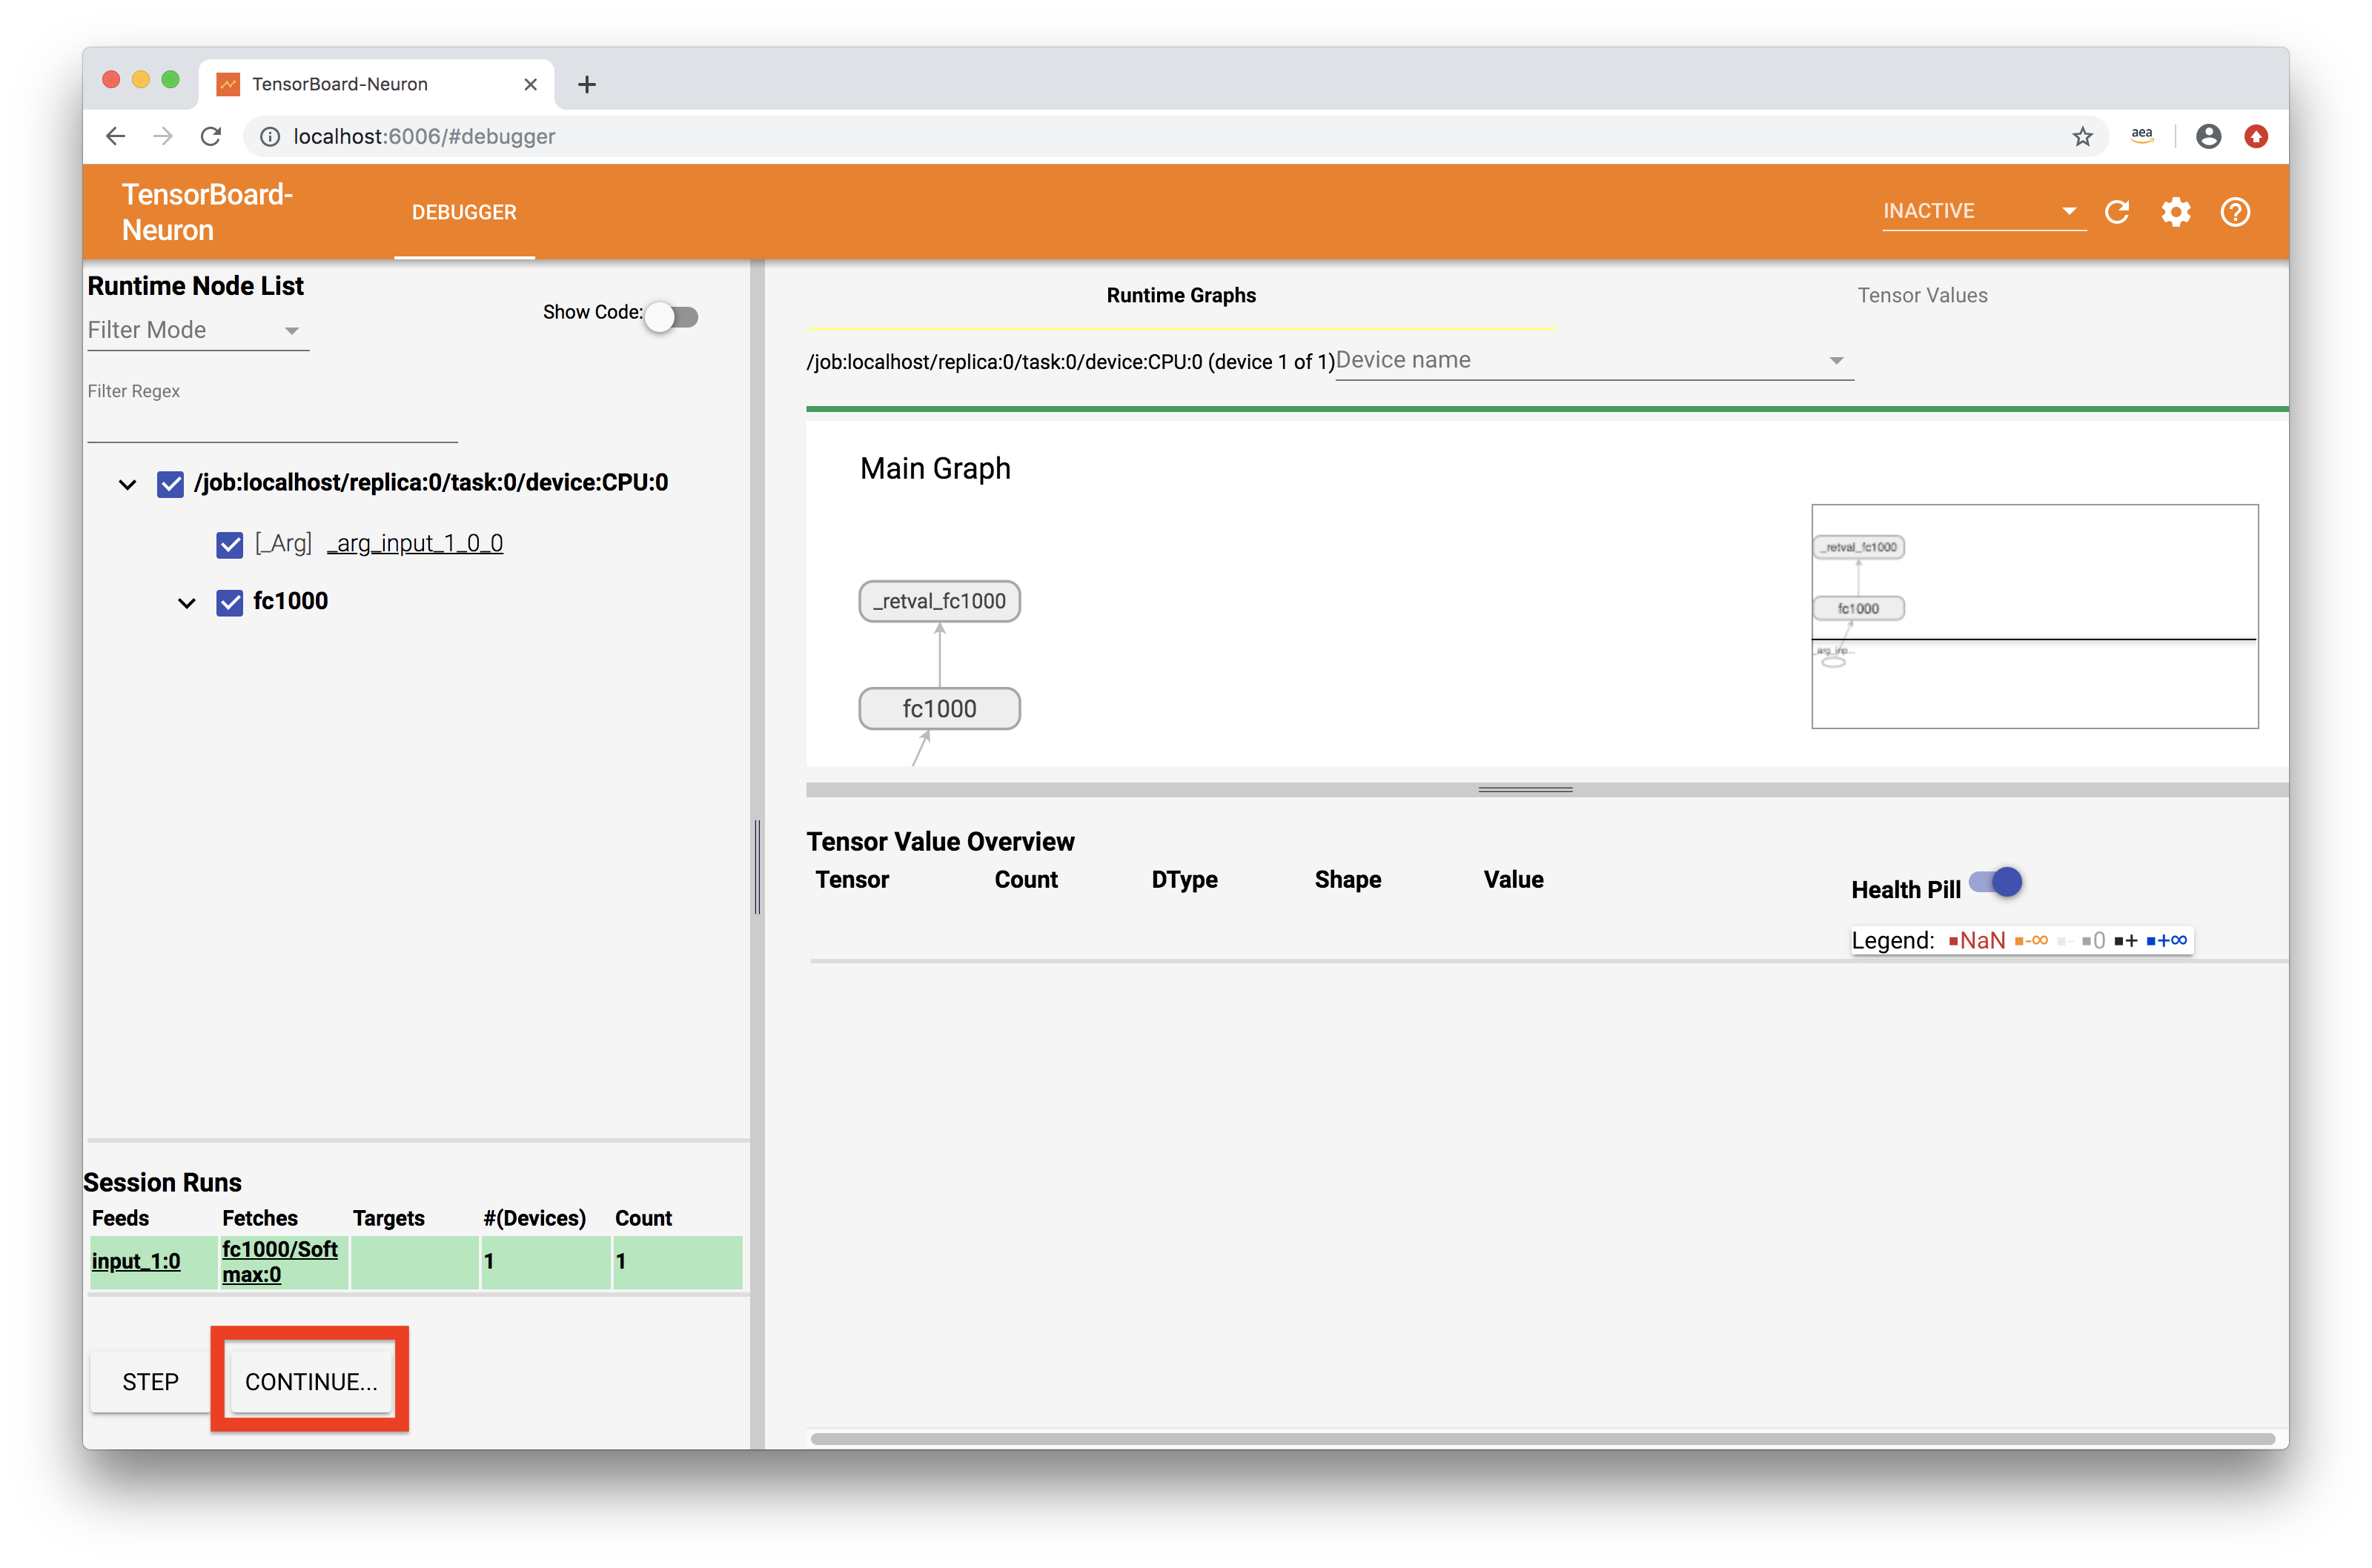 TensorBoard-Neuron
localhost:6006/#debugger
aea
TensorBoard-
Neuron
DEBUGGER
INACTIVE
Runtime Node List
Show Code:
Filter Mode
Filter Regex
/job:localhost/replica:0/task:0/device:CPU:0
[_Arg] _arg_input_1_0_0
fc1000
Session Runs
Feeds Fetches Targets #(Devices) Count
input_1:0 fc1000/Soft 1 1
max:0
STEP CONTINUE...
Runtime Graphs Tensor Values
/job:localhost/replica:0/task:0/device:CPU:0 (device 1 of 1) Device name
Main Graph
_retval_fc1000
fc1000
_retval_fc1000
fc1000
_arg_inp...
Tensor Value Overview
Tensor Count DType Shape Value
Health Pill
Legend: NaN -∞ - 0 + +∞